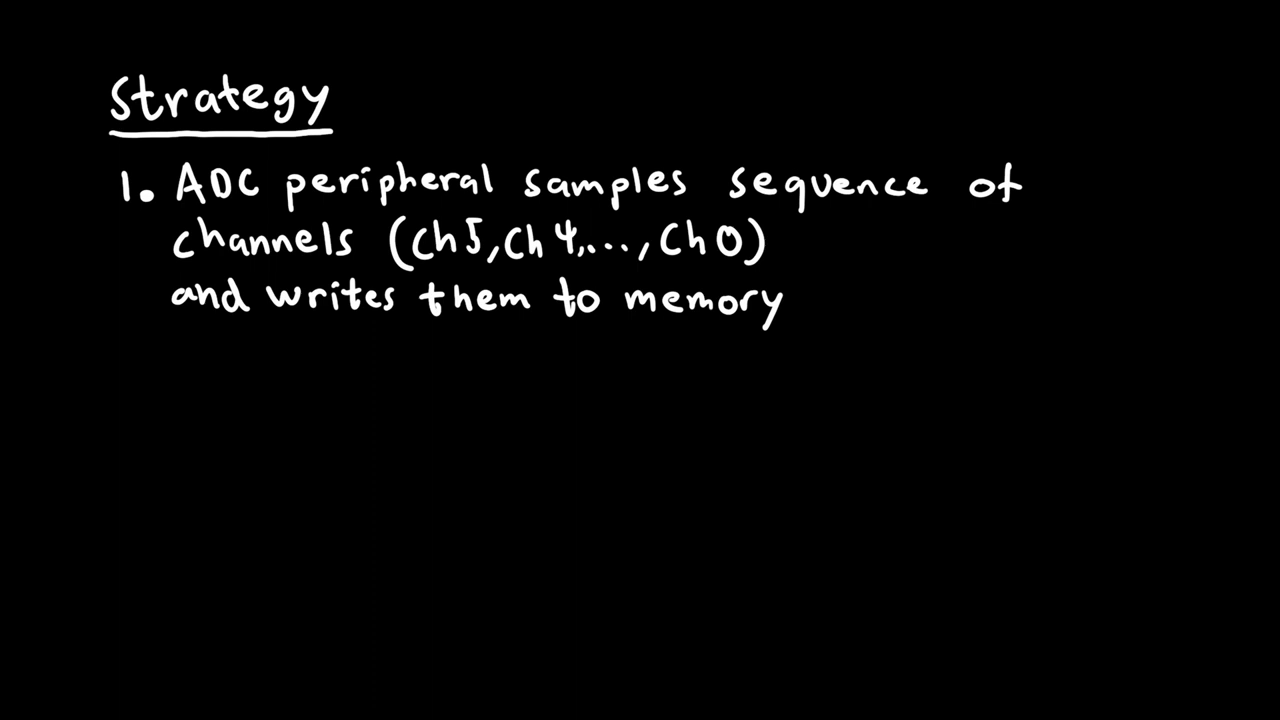 Strategy
1. ADC peripheral samples sequence of
channels (Ch5, Ch4,..., Ch0)
and writes them to memory